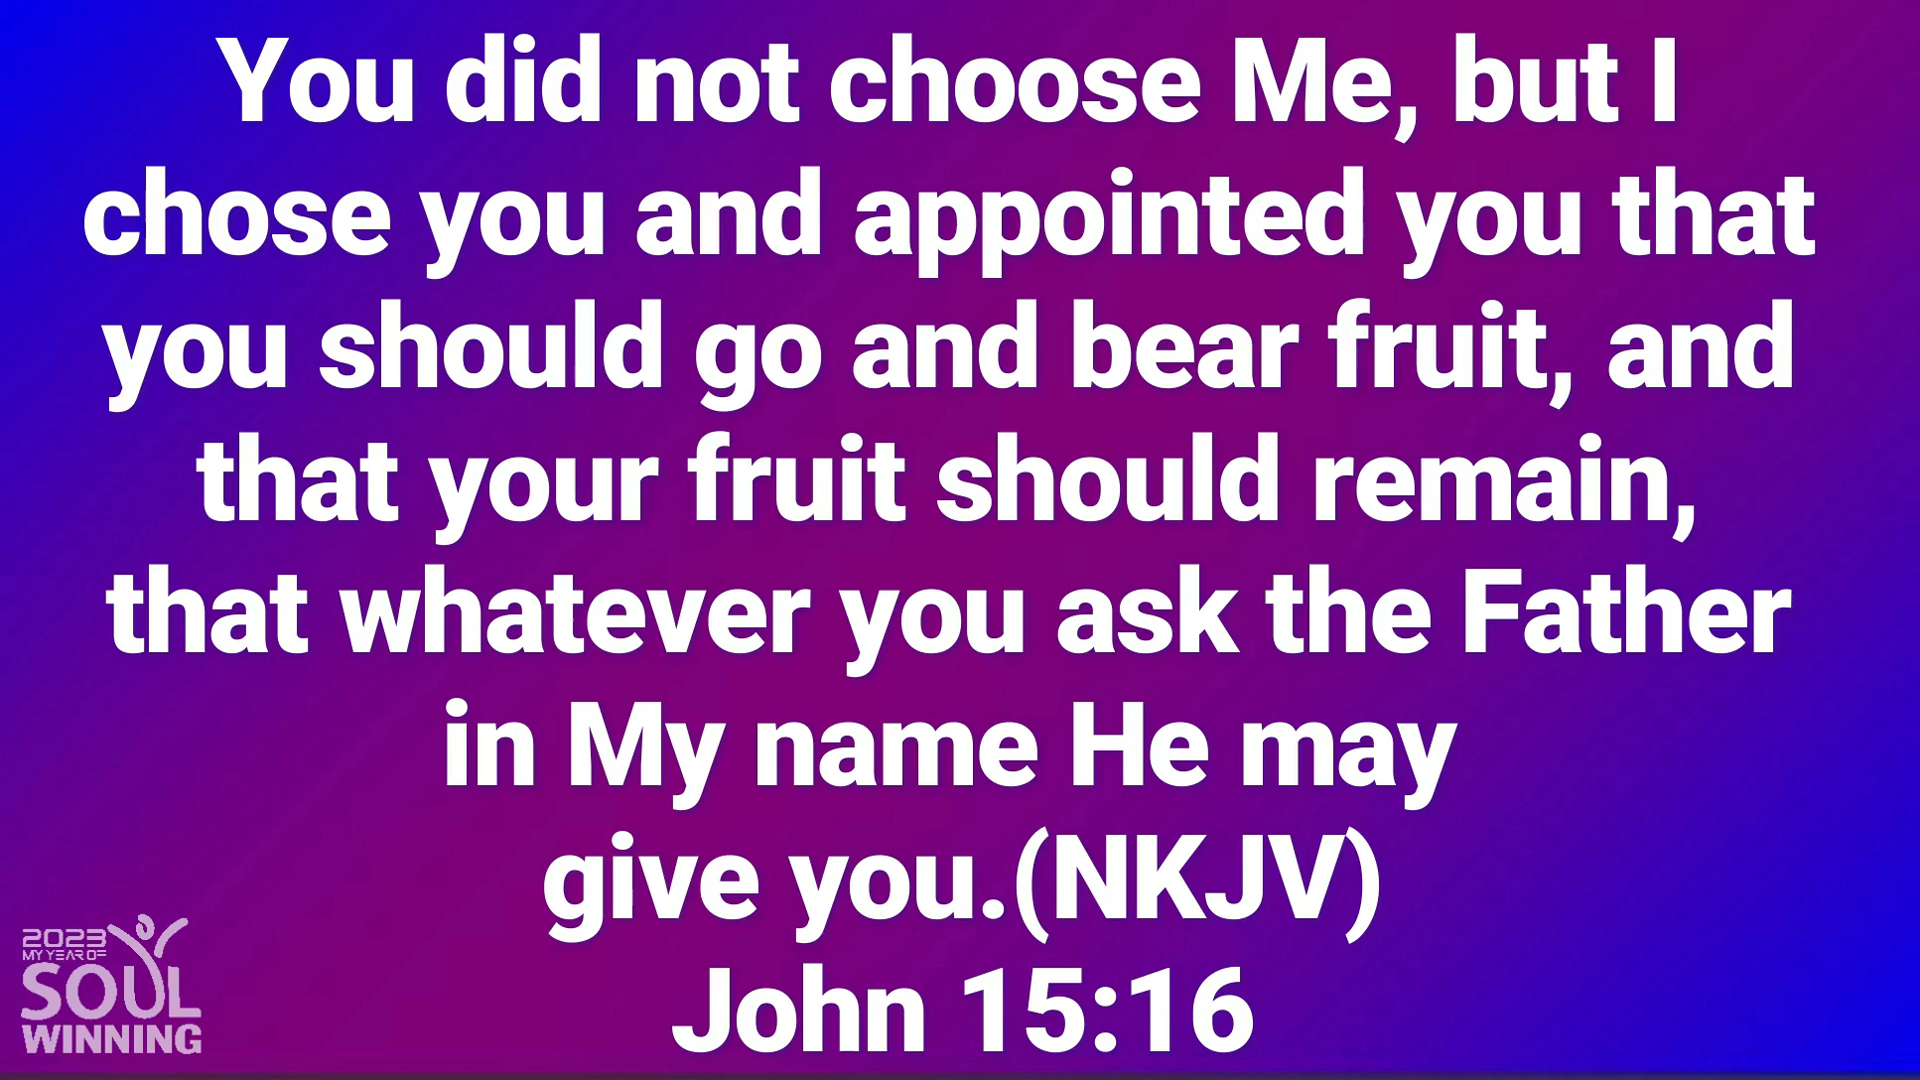 You did not choose Me, but I
chose you and appointed you that
you should go and bear fruit, and
that your fruit should remain,
that whatever you ask the Father
in My name He may
give you.(NKJV)
John 15:16
2023
MY YEAR OF
SOUL
WINNING